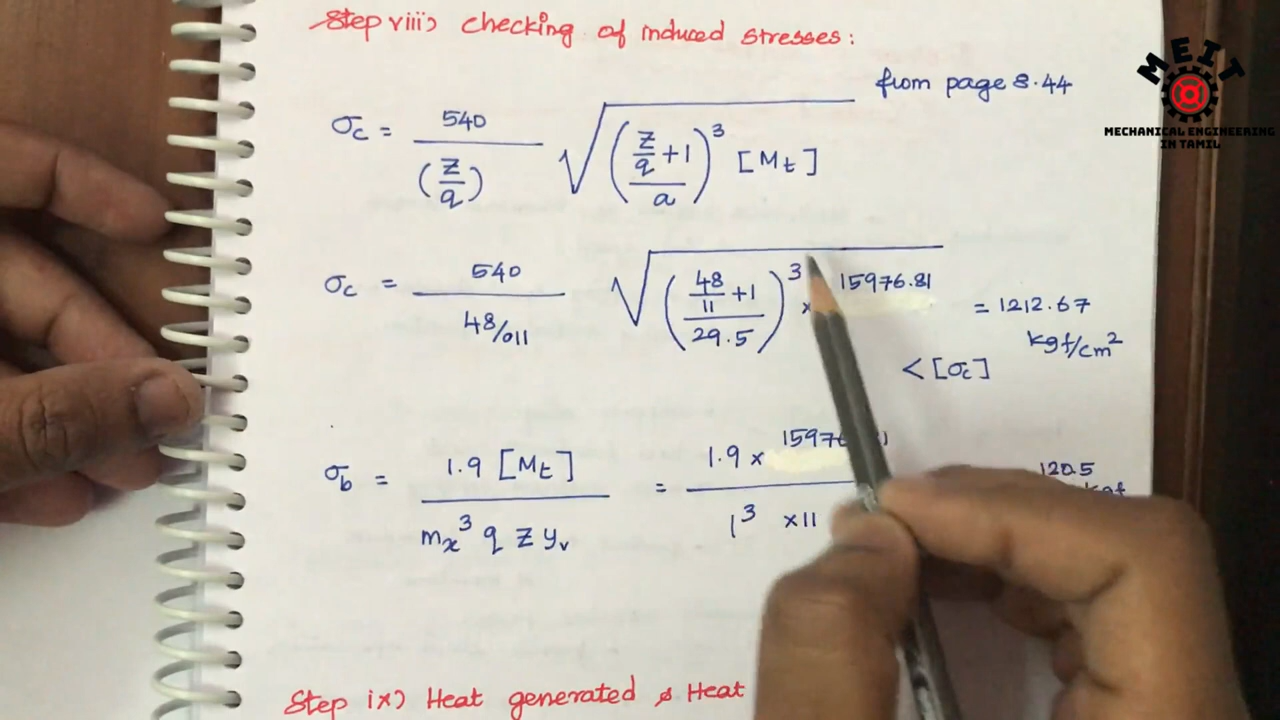 Step viii) checking of induced stresses:
from page 8.44
MEIT
MECHANICAL ENGINEERING
IN TAMIL
σc = 540 / (z/q) √(((z/q + 1)/a)³ [Mt])
σc = 540 / 48/011 √(((48/11 + 1)/29.5)³ × 15976.81) = 1212.67
kgf/cm²
< [σc]
σb = 1.9 [Mt] / mx³ q z yv = 1.9 × / 1³ × 11
120.5
Step ix) Heat generated & Heat